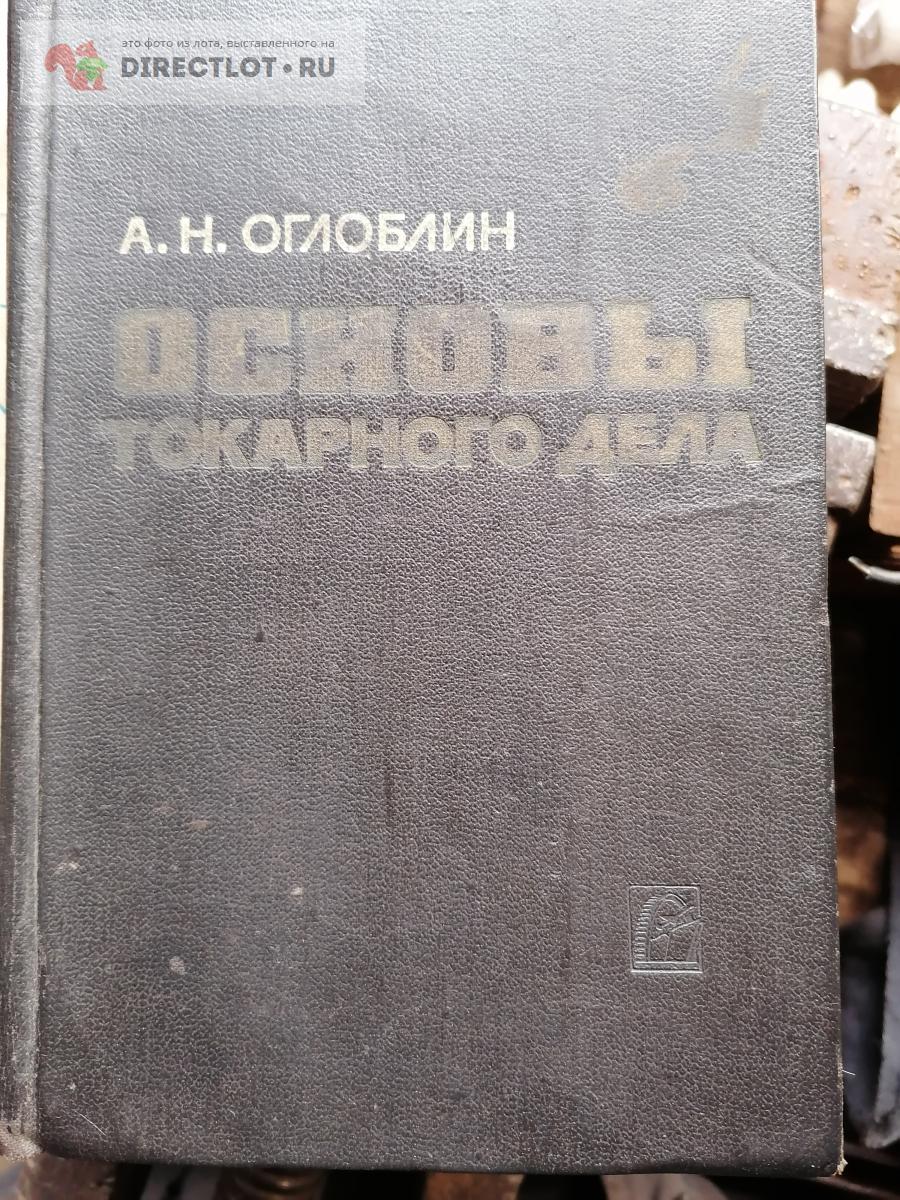 это фото из лота, выставленного на
DIRECTLOT • RU
А. Н. ОГЛОБЛИН
ОСНОВЫ
ТОКАРНОГО ДЕЛА